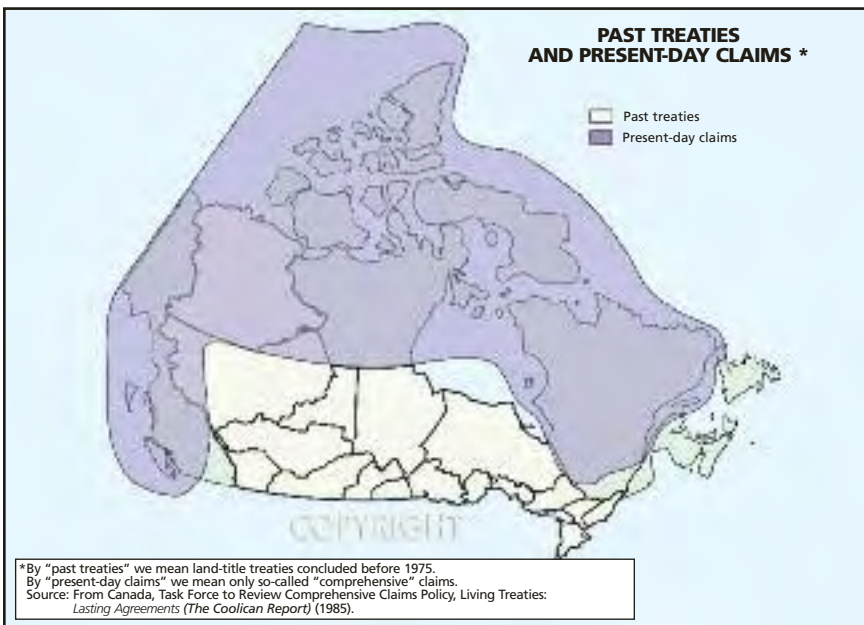 PAST TREATIES
AND PRESENT-DAY CLAIMS *
Past treaties
Present-day claims
COPYRIGHT
*By “past treaties” we mean land-title treaties concluded before 1975.
By “present-day claims” we mean only so-called “comprehensive” claims.
Source: From Canada, Task Force to Review Comprehensive Claims Policy, Living Treaties:
Lasting Agreements (The Coolican Report) (1985).